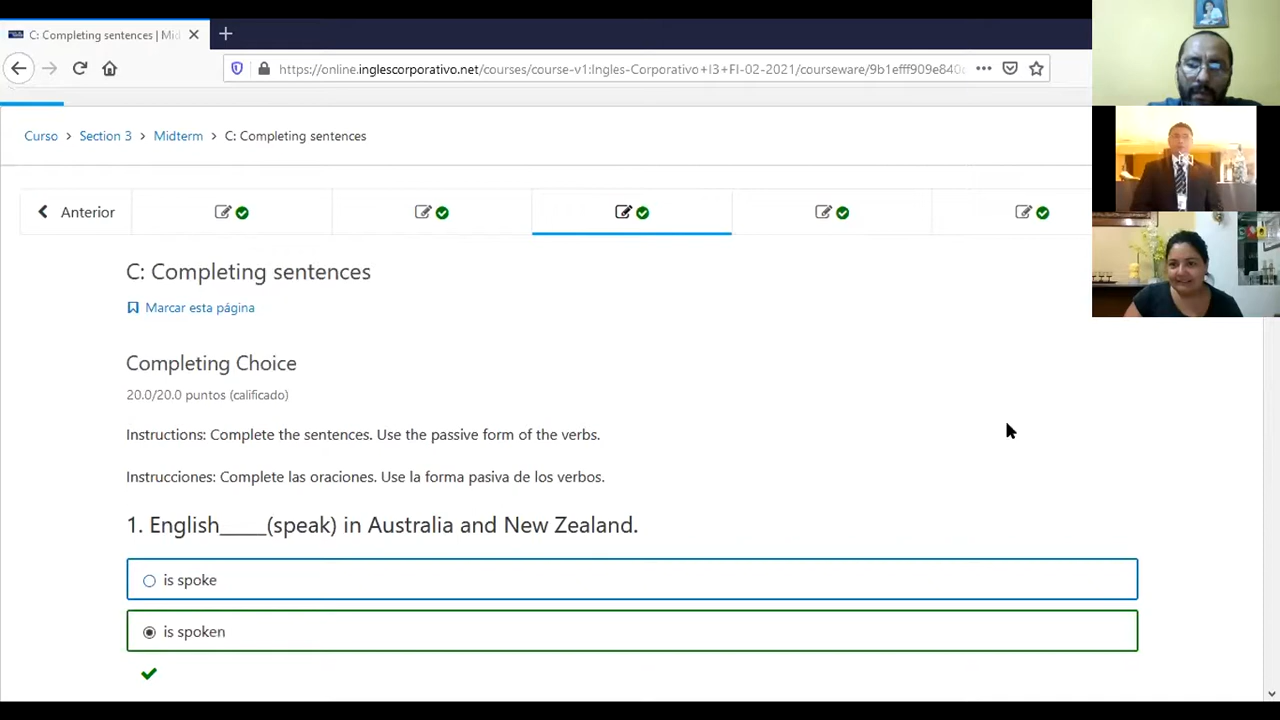 C: Completing sentences | Mid
https://online.inglescorporativo.net/courses/course-v1:Ingles-Corporativo+I3+FI-02-2021/courseware/9b1efff909e840
Curso > Section 3 > Midterm > C: Completing sentences
Anterior
C: Completing sentences
Marcar esta página
Completing Choice
20.0/20.0 puntos (calificado)
Instructions: Complete the sentences. Use the passive form of the verbs.
Instrucciones: Complete las oraciones. Use la forma pasiva de los verbos.
1. English_____(speak) in Australia and New Zealand.
is spoke
is spoken